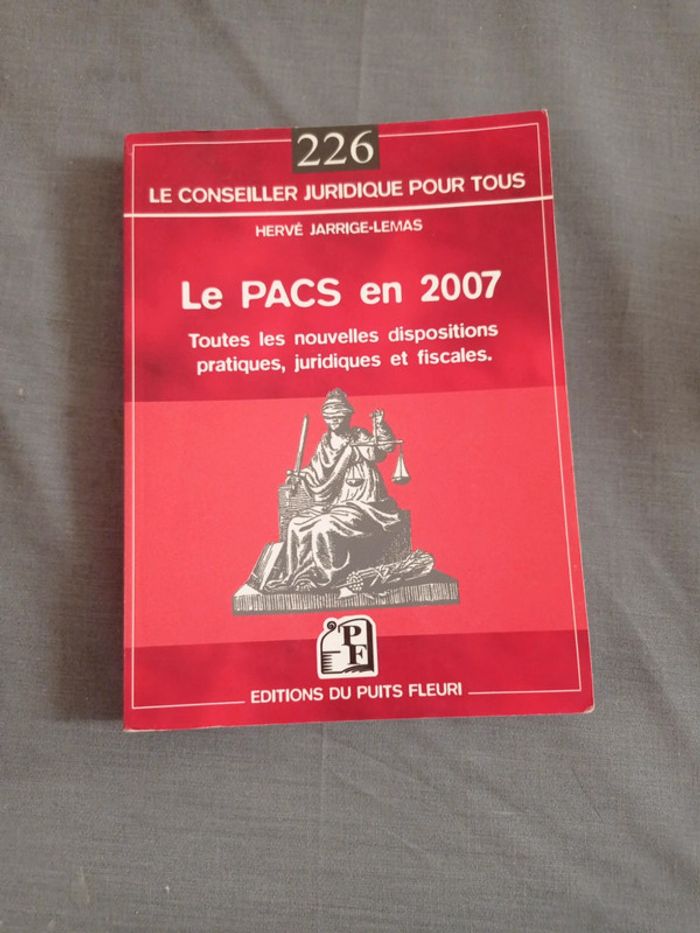 226
LE CONSEILLER JURIDIQUE POUR TOUS
HERVÉ JARRIGE-LEMAS
Le PACS en 2007
Toutes les nouvelles dispositions
pratiques, juridiques et fiscales.
PF
EDITIONS DU PUITS FLEURI